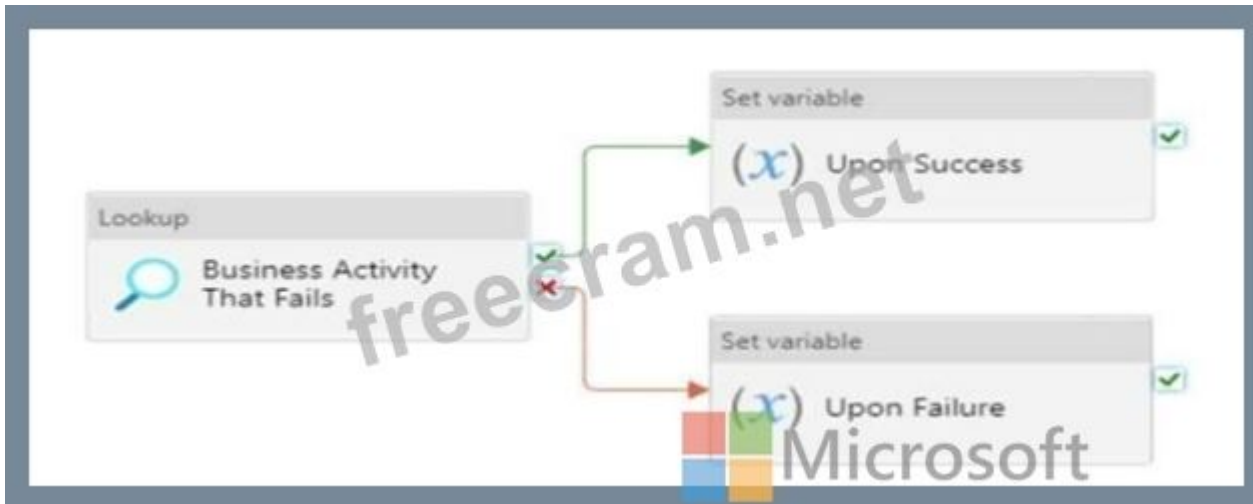 Set variable
(x) Upon Success
Lookup
Business Activity
That Fails
Set variable
(x) Upon Failure
freecram.net
Microsoft